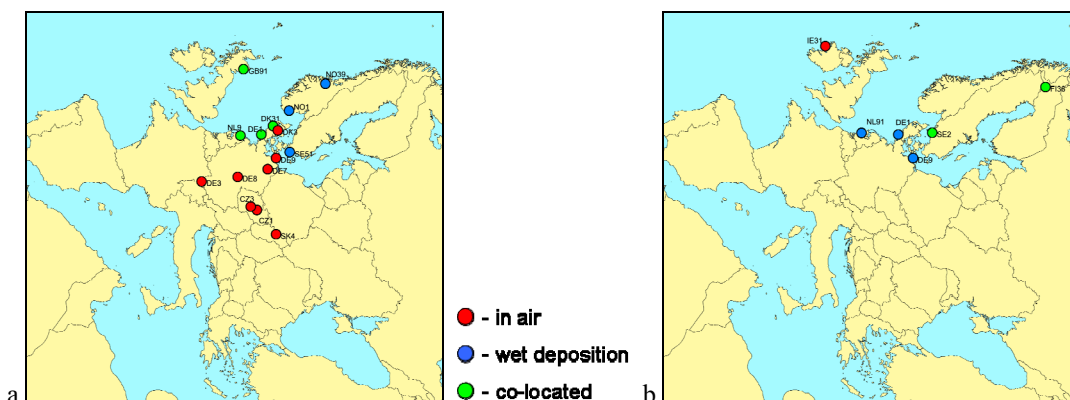 GB91
NO39
NO1
DK31
DE1
NL9
DK3
SE51
DE9
DE7
DE8
DE3
CZ3
CZ1
SK4
a
- in air
- wet deposition
- co-located
IE31
FI36
NL91
DE1
SE2
DE9
b